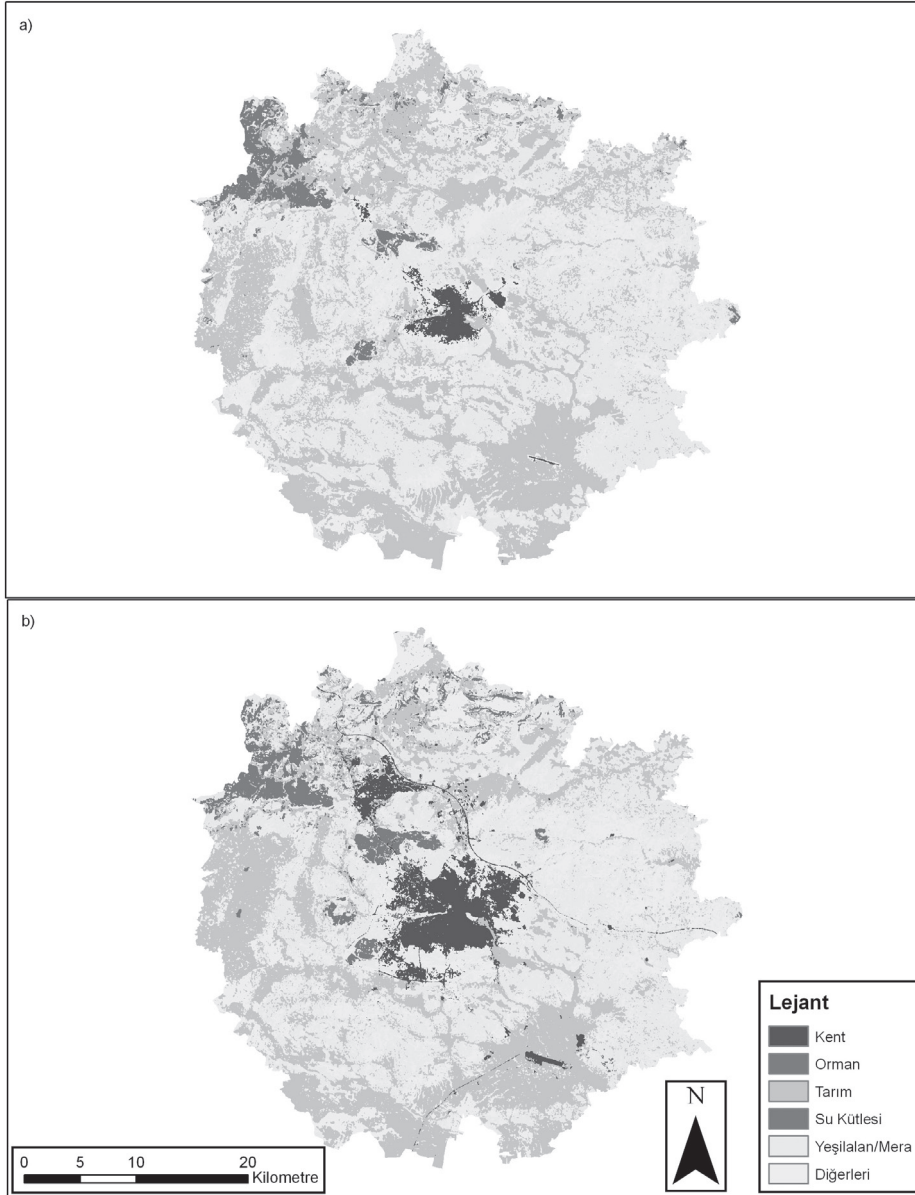 a)
b)
Lejant
Kent
Orman
Tarım
Su Kütlesi
Yeşilalan/Mera
Diğerleri
N
0 5 10 20
Kilometre